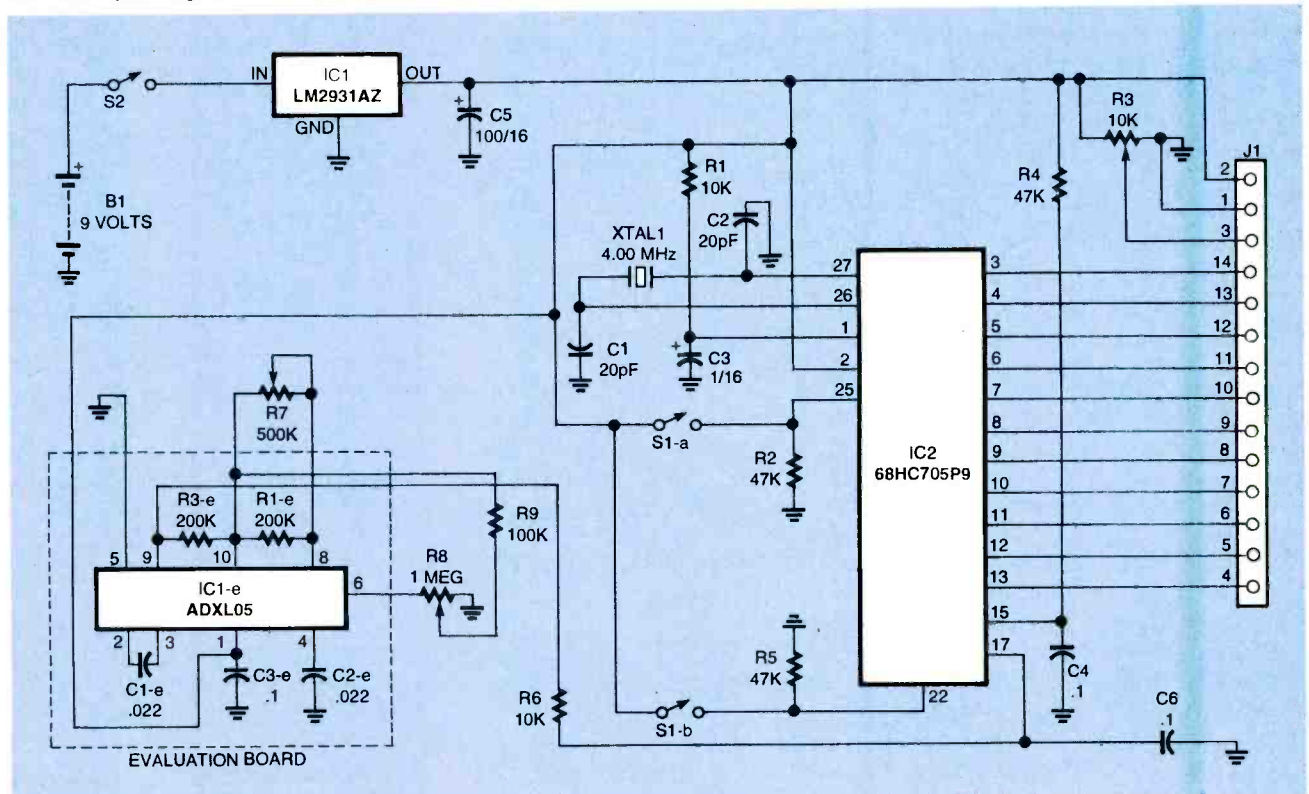 IN
IC1
LM2931AZ
OUT
GND
S2
+
C5
100/16
+
B1
9 VOLTS
R1
10K
C2
20pF
XTAL1
4.00 MHz
R4
47K
R3
10K
J1
2
1
3
14
13
12
11
10
9
8
7
6
5
4
27
26
1
2
25
C1
20pF
+
C3
1/16
S1-a
R2
47K
IC2
68HC705P9
3
4
5
6
7
8
9
10
11
12
13
15
17
22
R7
500K
R3-e
200K
R1-e
200K
R9
100K
R8
1 MEG
5
9
10
8
6
IC1-e
ADXL05
2
3
1
4
C1-e
.022
C3-e
.1
C2-e
.022
EVALUATION BOARD
R6
10K
R5
47K
S1-b
C4
.1
C6
.1